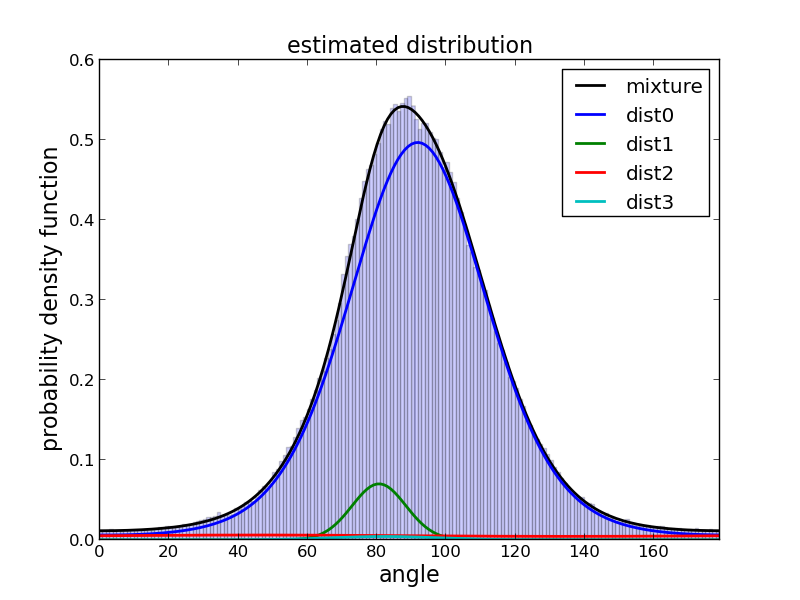 estimated distribution
0.6
0.5
0.4
0.3
0.2
0.1
0.0
probability density function
mixture
dist0
dist1
dist2
dist3
0 20 40 60 80 100 120 140 160
angle